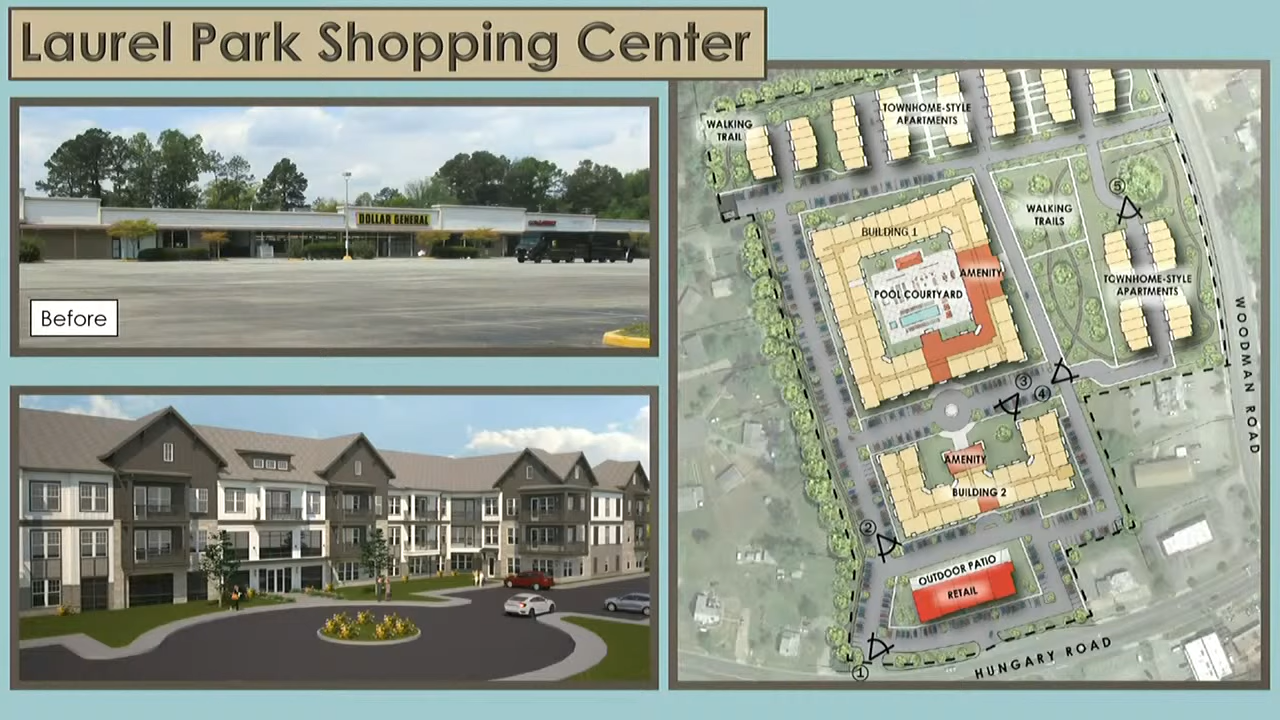 Laurel Park Shopping Center
DOLLAR GENERAL
Before
WALKING
TRAIL
TOWNHOME-STYLE
APARTMENTS
5
WALKING
TRAILS
BUILDING 1
AMENITY
POOL COURTYARD
TOWNHOME-STYLE
APARTMENTS
WOODMAN ROAD
3
4
AMENITY
BUILDING 2
2
OUTDOOR PATIO
RETAIL
HUNGARY ROAD
1